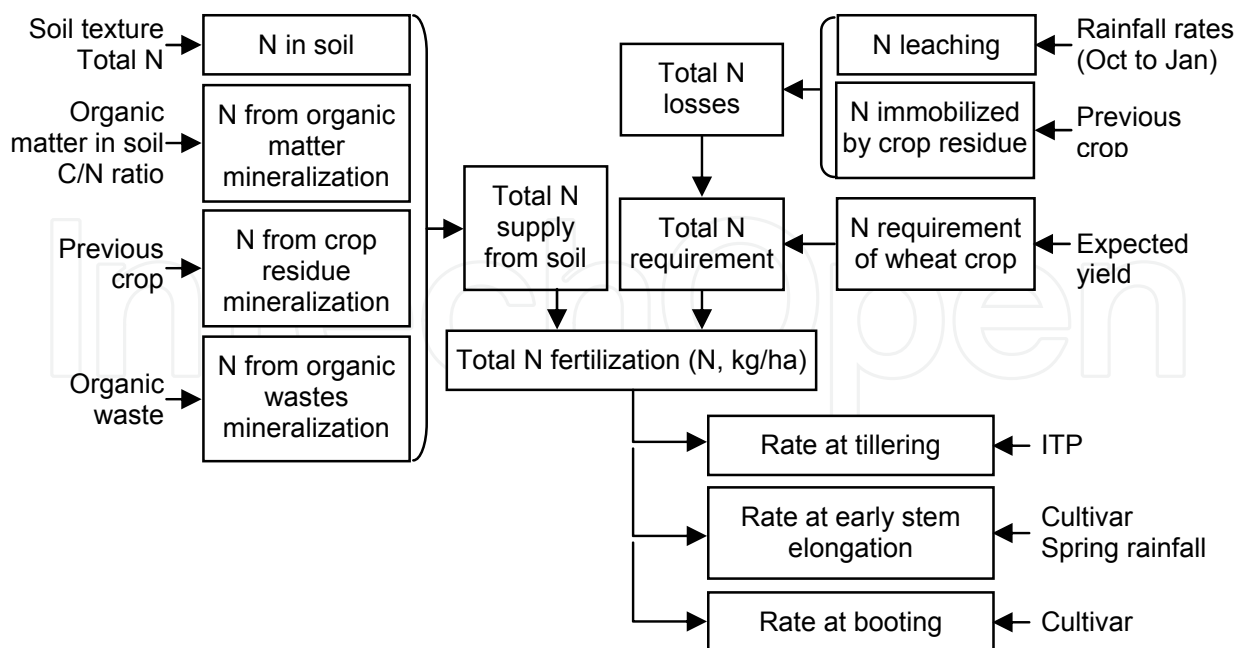 Soil texture
Total N
N in soil
Organic
matter in soil
C/N ratio
N from organic
matter
mineralization
Previous
crop
N from crop
residue
mineralization
Organic
waste
N from organic
wastes
mineralization
Total N
supply
from soil
Total N
losses
Total N
requirement
N leaching
Rainfall rates
(Oct to Jan)
N immobilized
by crop residue
Previous
crop
N requirement
of wheat crop
Expected
yield
Total N fertilization (N, kg/ha)
Rate at tillering
ITP
Rate at early stem
elongation
Cultivar
Spring rainfall
Rate at booting
Cultivar
IntechOpen